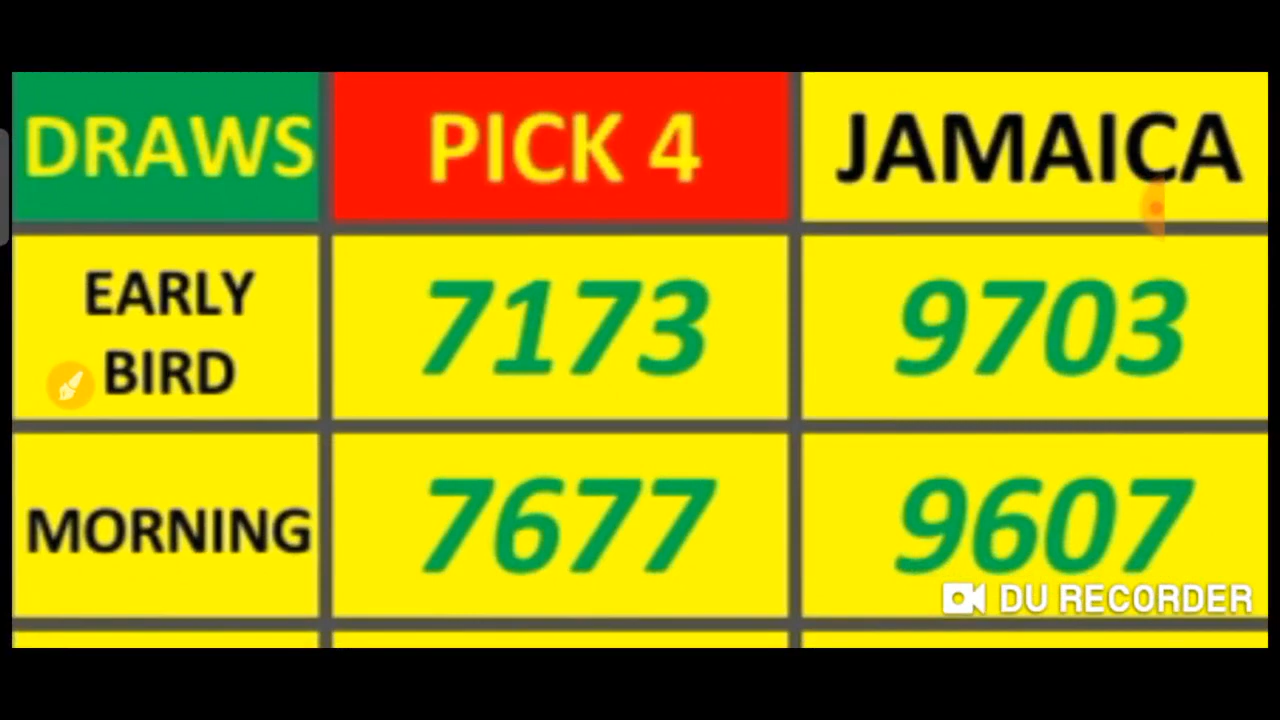 DRAWS PICK 4 JAMAICA
EARLY
BIRD 7173 9703
MORNING 7677 9607
DU RECORDER